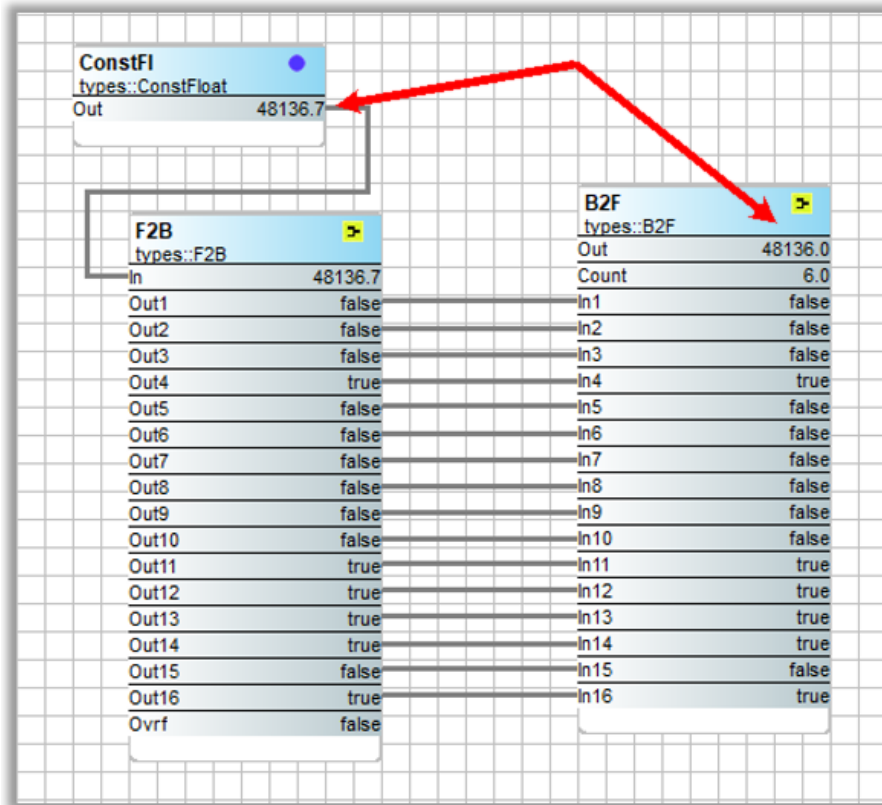 ConstFl
types::ConstFloat
Out 48136.7
F2B
types::F2B
In 48136.7
Out1 false
Out2 false
Out3 false
Out4 true
Out5 false
Out6 false
Out7 false
Out8 false
Out9 false
Out10 false
Out11 true
Out12 true
Out13 true
Out14 true
Out15 false
Out16 true
Ovrf false
B2F
types::B2F
Out 48136.0
Count 6.0
In1 false
In2 false
In3 false
In4 true
In5 false
In6 false
In7 false
In8 false
In9 false
In10 false
In11 true
In12 true
In13 true
In14 true
In15 false
In16 true